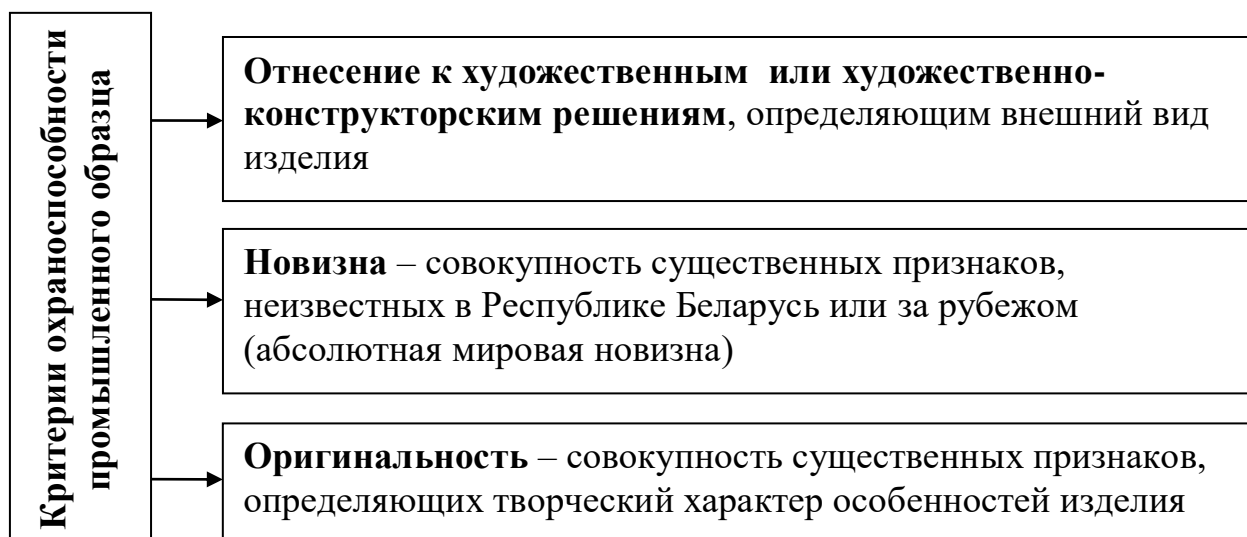 Критерии охраноспособности
промышленного образца
Отнесение к художественным или художественно-
конструкторским решениям, определяющим внешний вид
изделия
Новизна – совокупность существенных признаков,
неизвестных в Республике Беларусь или за рубежом
(абсолютная мировая новизна)
Оригинальность – совокупность существенных признаков,
определяющих творческий характер особенностей изделия